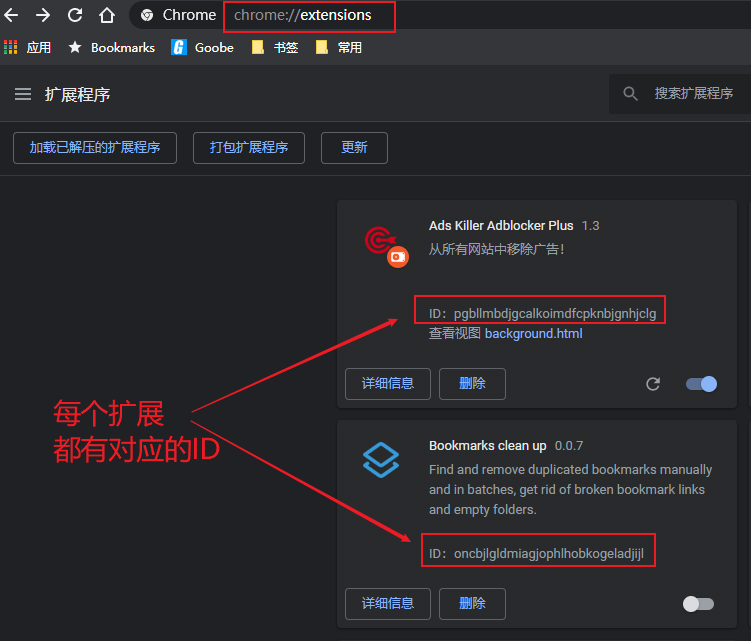 Chrome chrome://extensions
应用 Bookmarks Goobe 书签 常用
扩展程序 搜索扩展程序
加载已解压的扩展程序 打包扩展程序 更新
Ads Killer Adblocker Plus 1.3
从所有网站中移除广告!
ID: pgbllmbdjgcalkoimdfcpknbjgnhjclg
查看视图 background.html
详细信息 删除
每个扩展
都有对应的ID
Bookmarks clean up 0.0.7
Find and remove duplicated bookmarks manually
and in batches, get rid of broken bookmark links
and empty folders.
ID: oncbjlgldmiagjophlhobkogeladjijl
详细信息 删除